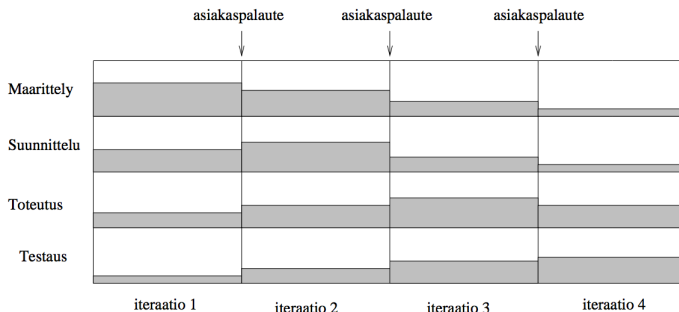 asiakaspalaute asiakaspalaute asiakaspalaute
Maarittely
Suunnittelu
Toteutus
Testaus
iteraatio 1 iteraatio 2 iteraatio 3 iteraatio 4